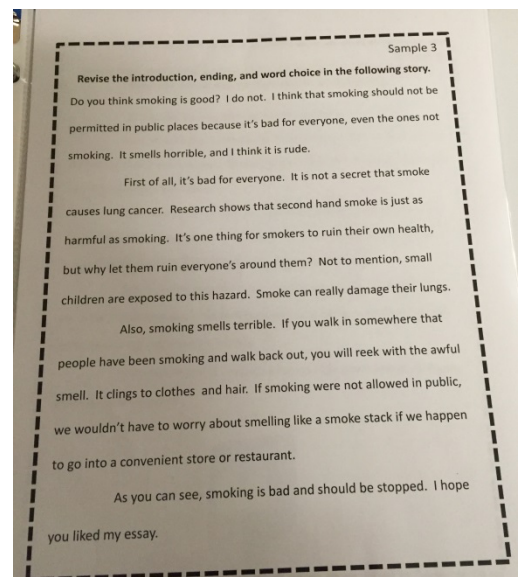 Sample 3
Revise the introduction, ending, and word choice in the following story.
Do you think smoking is good? I do not. I think that smoking should not be
permitted in public places because it's bad for everyone, even the ones not
smoking. It smells horrible, and I think it is rude.
First of all, it's bad for everyone. It is not a secret that smoke
causes lung cancer. Research shows that second hand smoke is just as
harmful as smoking. It's one thing for smokers to ruin their own health,
but why let them ruin everyone's around them? Not to mention, small
children are exposed to this hazard. Smoke can really damage their lungs.
Also, smoking smells terrible. If you walk in somewhere that
people have been smoking and walk back out, you will reek with the awful
smell. It clings to clothes and hair. If smoking were not allowed in public,
we wouldn't have to worry about smelling like a smoke stack if we happen
to go into a convenient store or restaurant.
As you can see, smoking is bad and should be stopped. I hope
you liked my essay.